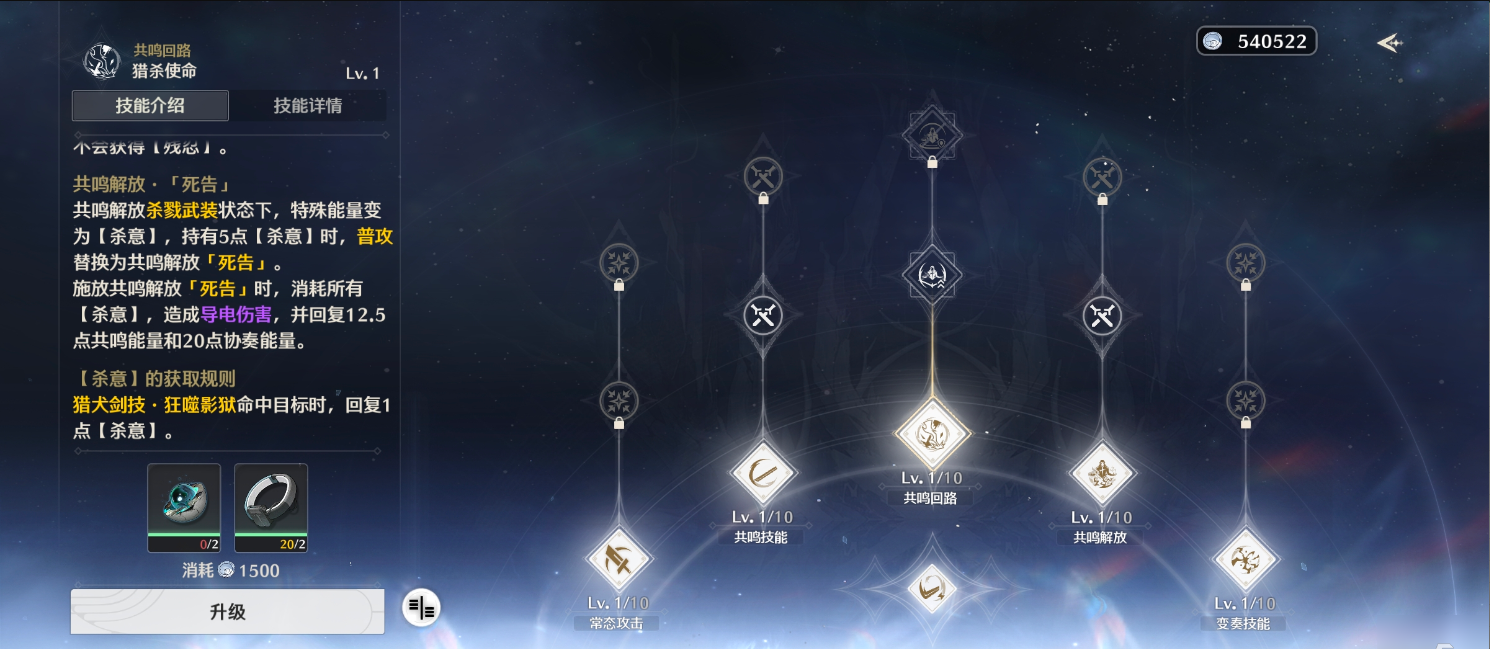 共鸣回路
猎杀使命
Lv. 1
技能介绍
技能详情
不会获得【残忍】。
共鸣解放·「死告」
共鸣解放杀戮武装状态下，特殊能量变
为【杀意】，持有5点【杀意】时，普攻
替换为共鸣解放「死告」。
施放共鸣解放「死告」时，消耗所有
【杀意】，造成导电伤害，并回复12.5
点共鸣能量和20点协奏能量。
【杀意】的获取规则
猎犬剑技·狂噬影狱命中目标时，回复1
点【杀意】。
0/2
20/2
消耗 1500
升级
540522
Lv. 1/10
常态攻击
Lv. 1/10
共鸣技能
Lv. 1/10
共鸣回路
Lv. 1/10
共鸣解放
Lv. 1/10
变奏技能